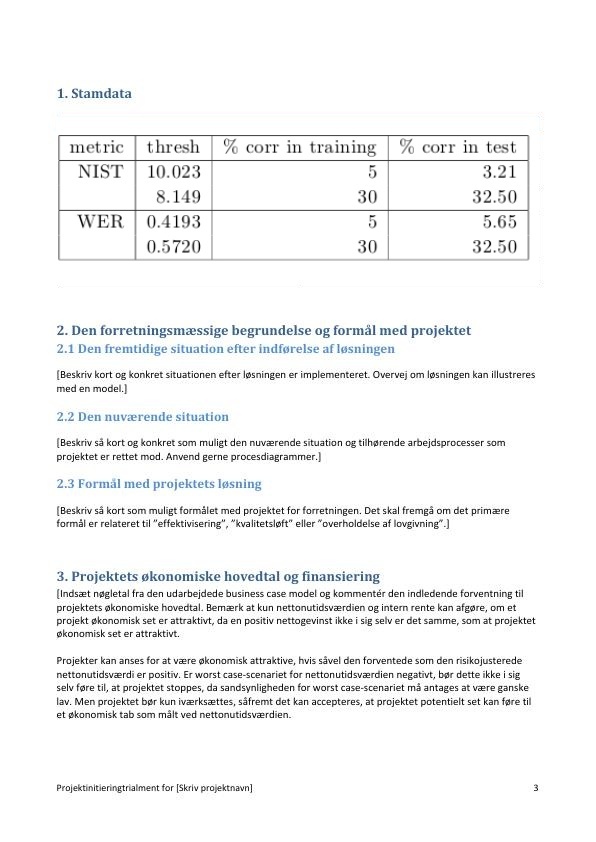 1. Stamdata
metric thresh % corr in training % corr in test
NIST 10.023 5 3.21
8.149 30 32.50
WER 0.4193 5 5.65
0.5720 30 32.50
2. Den forretningsmæssige begrundelse og formål med projektet
2.1 Den fremtidige situation efter indførelse af løsningen
[Beskriv kort og konkret situationen efter løsningen er implementeret. Overvej om løsningen kan illustreres
med en model.]
2.2 Den nuværende situation
[Beskriv så kort og konkret som muligt den nuværende situation og tilhørende arbejdsprocesser som
projektet er rettet mod. Anvend gerne procesdiagrammer.]
2.3 Formål med projektets løsning
[Beskriv så kort som muligt formålet med projektet for forretningen. Det skal fremgå om det primære
formål er relateret til ”effektivisering”, ”kvalitetsløft” eller ”overholdelse af lovgivning”.]
3. Projektets økonomiske hovedtal og finansiering
[Indsæt nøgletal fra den udarbejdede business case model og kommentér den indledende forventning til
projektets økonomiske hovedtal. Bemærk at kun nettonutidsværdien og intern rente kan afgøre, om et
projekt økonomisk set er attraktivt, da en positiv nettogevinst ikke i sig selv er det samme, som at projektet
økonomisk set er attraktivt.
Projekter kan anses for at være økonomisk attraktive, hvis såvel den forventede som den risikojusterede
nettonutidsværdi er positiv. Er worst case-scenariet for nettonutidsværdien negativt, bør dette ikke i sig
selv føre til, at projektet stoppes, da sandsynligheden for worst case-scenariet må antages at være ganske
lav. Men projektet bør kun iværksættes, såfremt det kan accepteres, at projektet potentielt set kan føre til
et økonomisk tab som målt ved nettonutidsværdien.
Projektinitieringtrialment for [Skriv projektnavn] 3